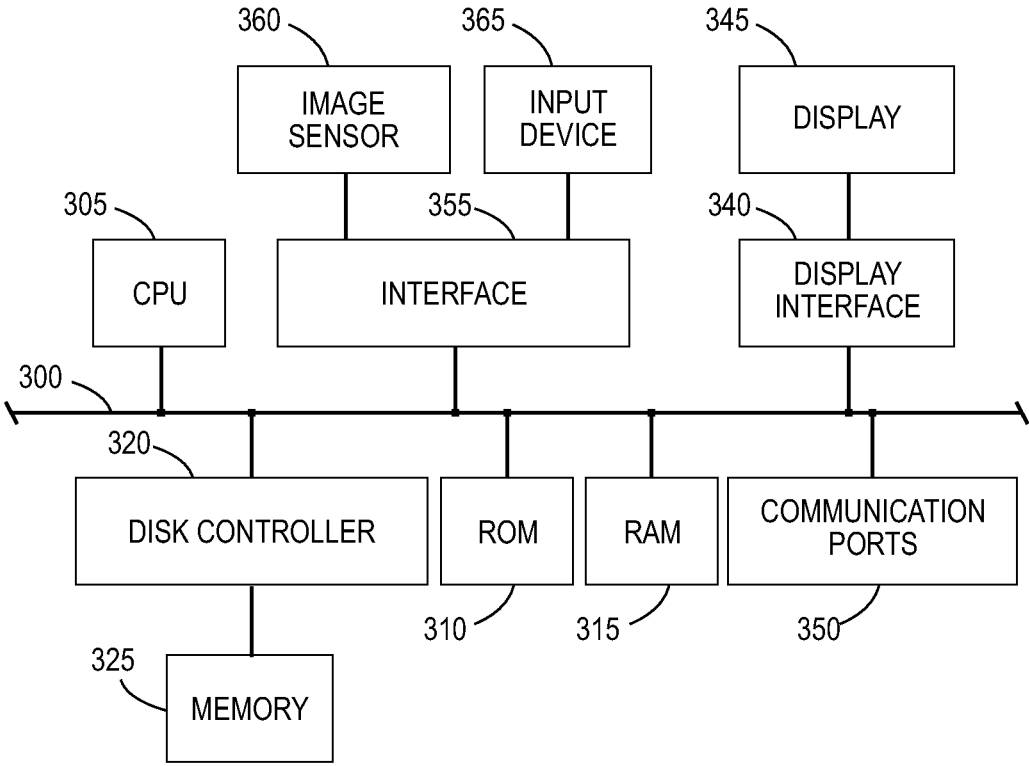 360
365
345
IMAGE
SENSOR
INPUT
DEVICE
DISPLAY
305
355
340
CPU
INTERFACE
DISPLAY
INTERFACE
300
320
DISK CONTROLLER
ROM
RAM
COMMUNICATION
PORTS
310
315
350
325
MEMORY